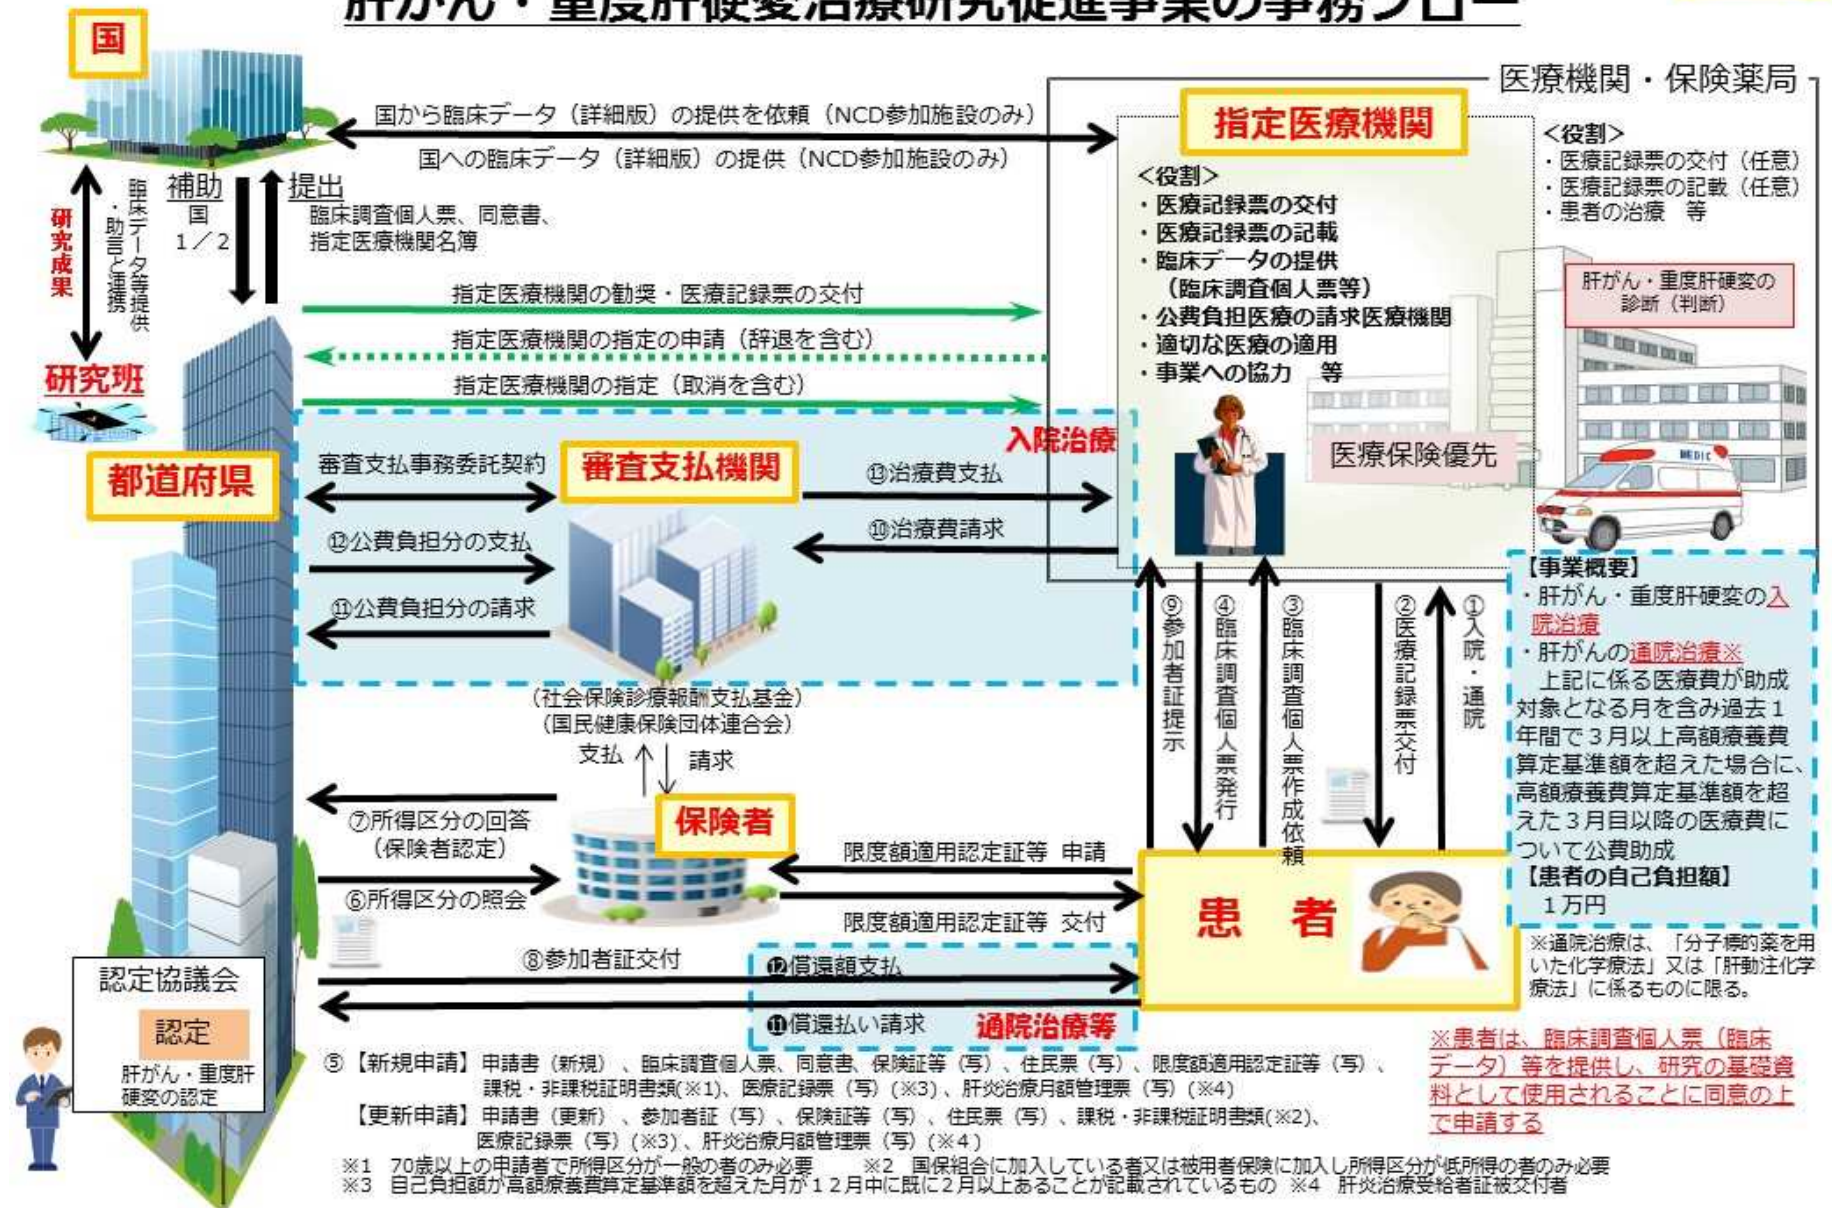 肝がん・重度肝硬変治療研究促進事業の事務フロー
国
医療機関・保険薬局
国から臨床データ（詳細版）の提供を依頼（NCD参加施設のみ）
国への臨床データ（詳細版）の提供（NCD参加施設のみ）
指定医療機関
＜役割＞
・医療記録票の交付
・医療記録票の記載
・臨床データの提供
（臨床調査個人票等）
・公費負担医療の請求医療機関
・適切な医療の適用
・事業への協力　等
＜役割＞
・医療記録票の交付（任意）
・医療記録票の記載（任意）
・患者の治療　等
肝がん・重度肝硬変の
診断（判断）
医療保険優先
MEDIC
研究成果
臨床データ等提供
・助言と連携
補助
国
１／２
提出
臨床調査個人票、同意書、
指定医療機関名簿
研究班
指定医療機関の勧奨・医療記録票の交付
指定医療機関の指定の申請（辞退を含む）
指定医療機関の指定（取消を含む）
都道府県
入院治療
審査支払事務委託契約
審査支払機関
⑬治療費支払
⑩治療費請求
⑫公費負担分の支払
⑪公費負担分の請求
（社会保険診療報酬支払基金）
（国民健康保険団体連合会）
支払
請求
⑨参加者証提示
④臨床調査個人票発行
③臨床調査個人票作成依頼
②医療記録票交付
①入院・通院
【事業概要】
・肝がん・重度肝硬変の入
院治療
・肝がんの通院治療※
上記に係る医療費が助成
対象となる月を含み過去１
年間で３月以上高額療養費
算定基準額を超えた場合に、
高額療養費算定基準額を超
えた３月目以降の医療費に
ついて公費助成
【患者の自己負担額】
１万円
※通院治療は、「分子標的薬を用
いた化学療法」又は「肝動注化学
療法」に係るものに限る。
⑦所得区分の回答
（保険者認定）
⑥所得区分の照会
保険者
限度額適用認定証等 申請
限度額適用認定証等 交付
患　者
⑧参加者証交付
⓬償還額支払
⓫償還払い請求
通院治療等
認定協議会
認定
肝がん・重度肝
硬変の認定
※患者は、臨床調査個人票（臨床
データ）等を提供し、研究の基礎資
料として使用されることに同意の上
で申請する
⑤【新規申請】申請書（新規）、臨床調査個人票、同意書、保険証等（写）、住民票（写）、限度額適用認定証等（写）、
課税・非課税証明書類(※1)、医療記録票（写）(※3)、肝炎治療月額管理票（写）(※4)
【更新申請】申請書（更新）、参加者証（写）、保険証等（写）、住民票（写）、課税・非課税証明書類(※2)、
医療記録票（写）(※3)、肝炎治療月額管理票（写）(※４)
※1　70歳以上の申請者で所得区分が一般の者のみ必要　　※2　国保組合に加入している者又は被用者保険に加入し所得区分が低所得の者のみ必要
※3　自己負担額が高額療養費算定基準額を超えた月が１２月中に既に２月以上あることが記載されているもの ※４ 肝炎治療受給者証被交付者